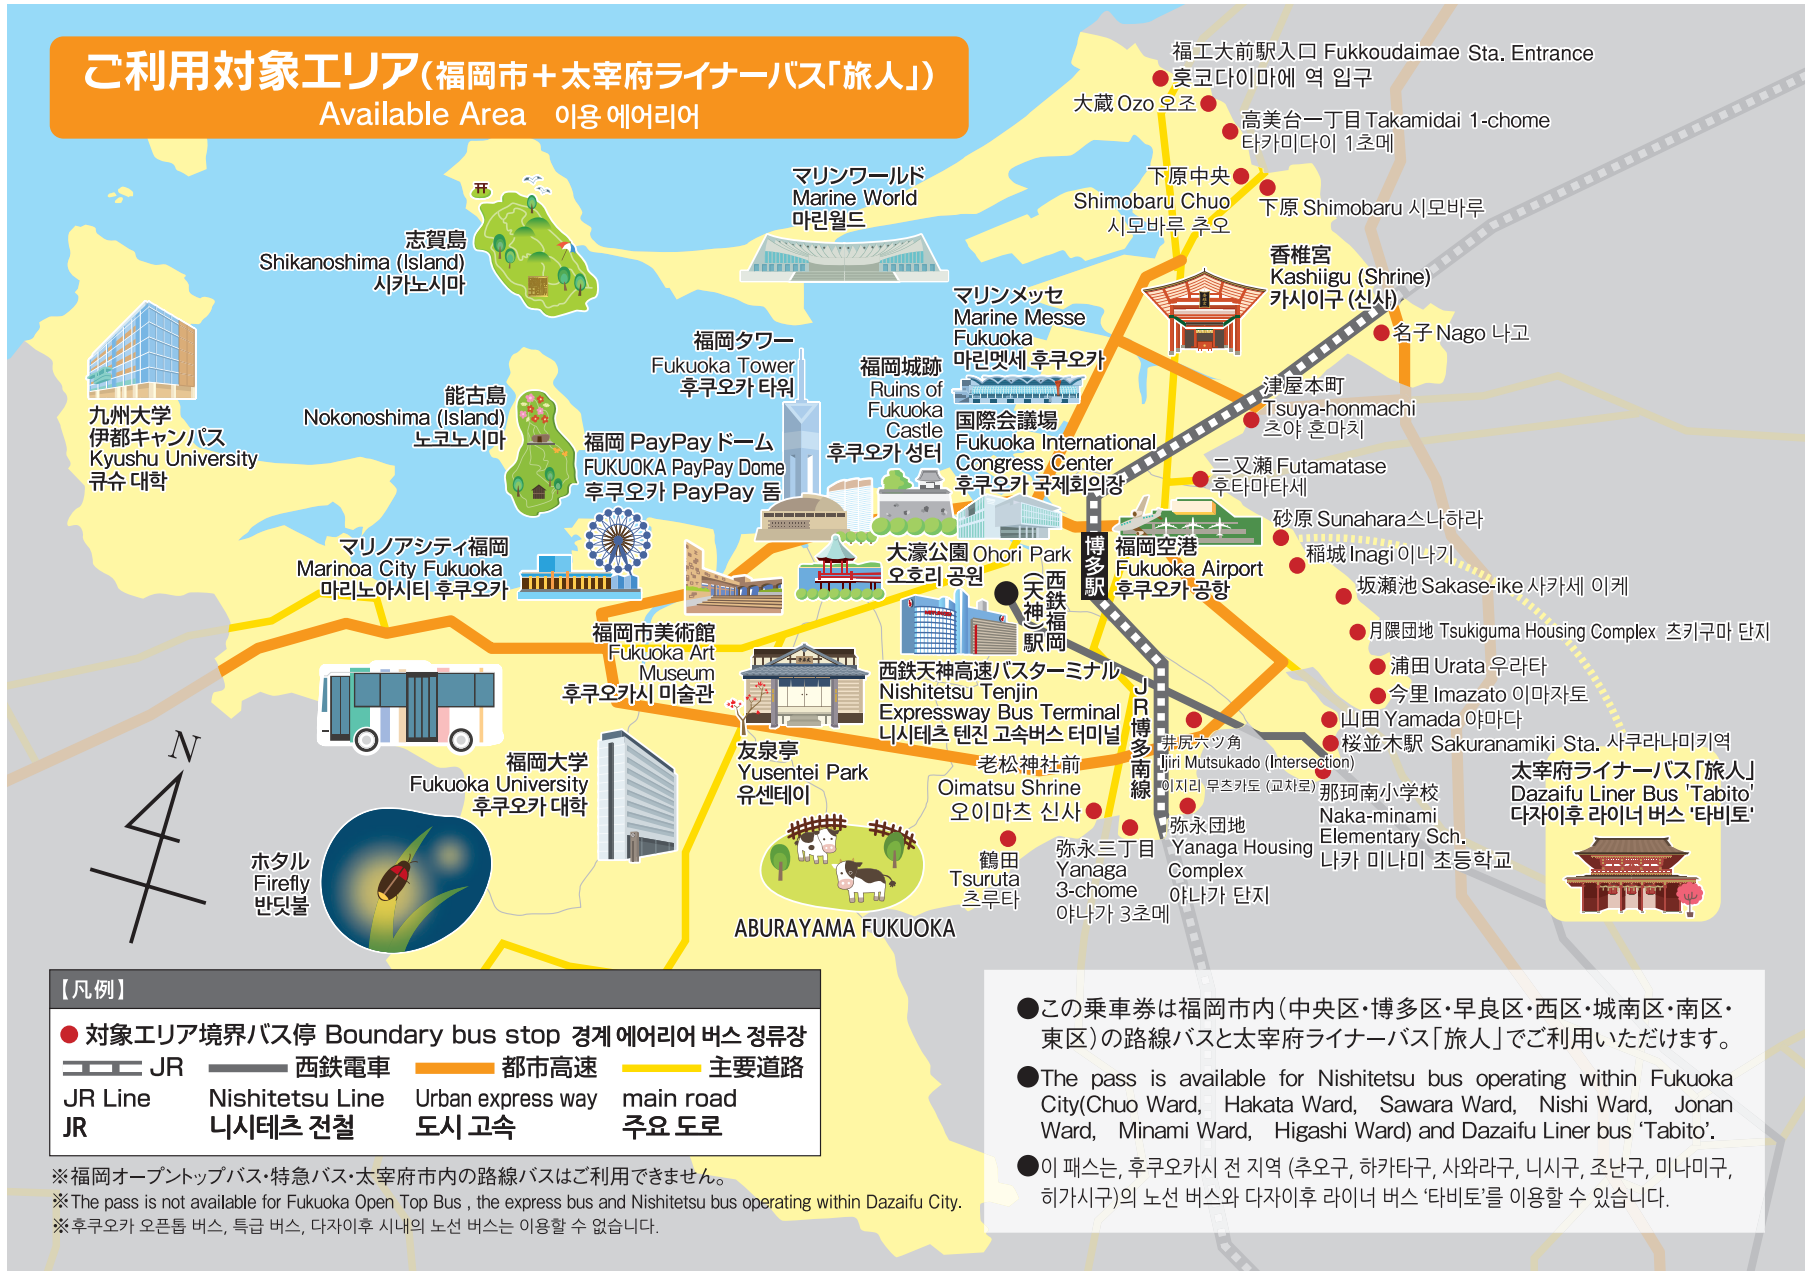 ご利用対象エリア(福岡市＋太宰府ライナーバス「旅人」)
Available Area 이용 에어리어
福工大前駅入口 Fukkoudaimae Sta. Entrance
훗코다이마에 역 입구
大蔵 Ozo 오조
高美台一丁目 Takamidai 1-chome
타카미다이 1초메
下原中央
Shimobaru Chuo
시모바루 추오
下原 Shimobaru 시모바루
マリンワールド
Marine World
마린월드
志賀島
Shikanoshima (Island)
시카노시마
香椎宮
Kashiigu (Shrine)
카시이구 (신사)
マリンメッセ
Marine Messe
Fukuoka
마린멧세 후쿠오카
名子 Nago 나고
福岡タワー
Fukuoka Tower
후쿠오카 타워
福岡城跡
Ruins of
Fukuoka
Castle
후쿠오카 성터
津屋本町
Tsuya-honmachi
츠야 혼마치
九州大学
伊都キャンパス
Kyushu University
큐슈 대학
能古島
Nokonoshima (Island)
노코노시마
福岡 PayPay ドーム
FUKUOKA PayPay Dome
후쿠오카 PayPay 돔
国際会議場
Fukuoka International
Congress Center
후쿠오카 국제회의장
二又瀬 Futamatase
후타마타세
砂原 Sunahara 스나하라
稲城 Inagi 이나기
マリノアシティ福岡
Marinoa City Fukuoka
마리노아시티 후쿠오카
大濠公園 Ohori Park
오호리 공원
西鉄福岡
(天神)駅
博多駅
福岡空港
Fukuoka Airport
후쿠오카 공항
坂瀬池 Sakase-ike 사카세 이케
月隈団地 Tsukiguma Housing Complex 츠키구마 단지
福岡市美術館
Fukuoka Art
Museum
후쿠오카시 미술관
浦田 Urata 우라타
今里 Imazato 이마자토
西鉄天神高速バスターミナル
Nishitetsu Tenjin
Expressway Bus Terminal
니시테츠 텐진 고속버스 터미널
JR博多南線
山田 Yamada 야마다
桜並木駅 Sakuranamiki Sta. 사쿠라나미키역
井尻六ツ角
Ijiri Mutsukado (Intersection)
이지리 무츠카도 (교차로)
友泉亭
Yusentei Park
유센테이
福岡大学
Fukuoka University
후쿠오카 대학
老松神社前
Oimatsu Shrine
오이마츠 신사
太宰府ライナーバス「旅人」
Dazaifu Liner Bus 'Tabito'
다자이후 라이너 버스 '타비토'
那珂南小学校
Naka-minami
Elementary Sch.
나카 미나미 초등학교
弥永団地
Yanaga Housing
Complex
야나가 단지
弥永三丁目
Yanaga
3-chome
야나가 3초메
鶴田
Tsuruta
츠루타
ホタル
Firefly
반딧불
ABURAYAMA FUKUOKA
N
【凡例】
対象エリア境界バス停 Boundary bus stop 경계 에어리어 버스 정류장
JR 西鉄電車 都市高速 主要道路
JR Line Nishitetsu Line Urban express way main road
JR 니시테츠 전철 도시 고속 주요 도로
※福岡オープントップバス・特急バス・太宰府市内の路線バスはご利用できません。
※The pass is not available for Fukuoka Open Top Bus , the express bus and Nishitetsu bus operating within Dazaifu City.
※후쿠오카 오픈톱 버스, 특급 버스, 다자이후 시내의 노선 버스는 이용할 수 없습니다.
●この乗車券は福岡市内(中央区・博多区・早良区・西区・城南区・南区・
東区)の路線バスと太宰府ライナーバス「旅人」でご利用いただけます。
●The pass is available for Nishitetsu bus operating within Fukuoka
City(Chuo Ward, Hakata Ward, Sawara Ward, Nishi Ward, Jonan
Ward, Minami Ward, Higashi Ward) and Dazaifu Liner bus ‘Tabito’.
●이 패스는, 후쿠오카시 전 지역 (추오구, 하카타구, 사와라구, 니시구, 조난구, 미나미구,
히가시구)의 노선 버스와 다자이후 라이너 버스 ‘타비토’를 이용할 수 있습니다.